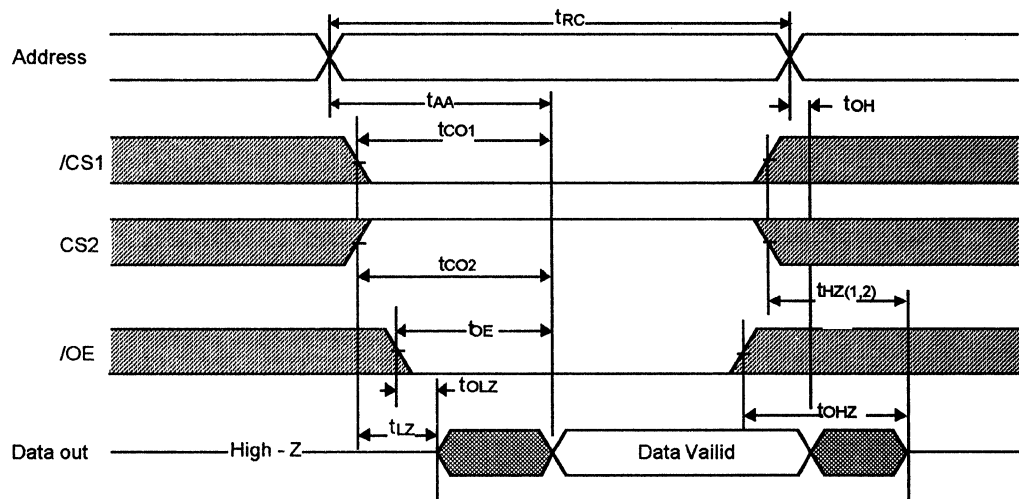 tRC
Address
tAA
tOH
tCO1
/CS1
CS2
tCO2
tHZ(1,2)
tOE
/OE
tOLZ
tOHZ
tLZ
Data out
High - Z
Data Vailid